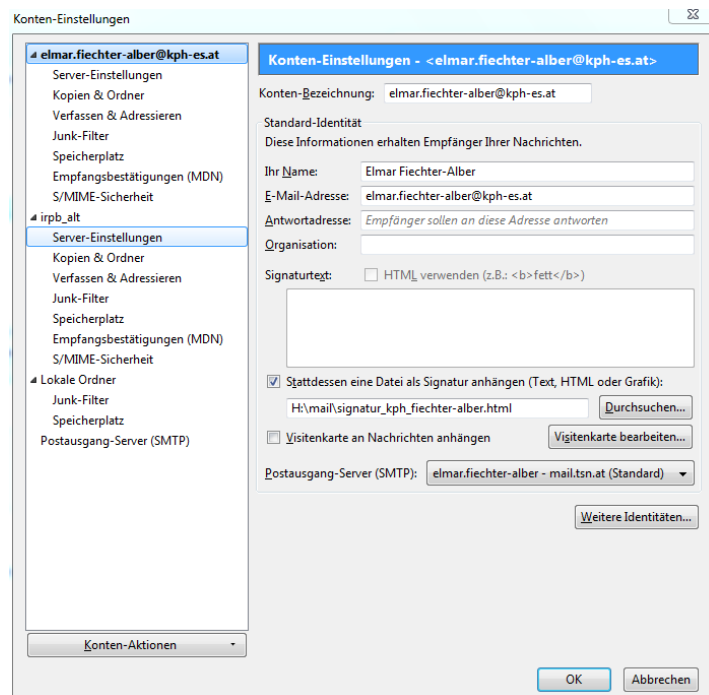 Konten-Einstellungen
elmar.fiechter-alber@kph-es.at
Server-Einstellungen
Kopien & Ordner
Verfassen & Adressieren
Junk-Filter
Speicherplatz
Empfangsbestätigungen (MDN)
S/MIME-Sicherheit
irpb_alt
Server-Einstellungen
Kopien & Ordner
Verfassen & Adressieren
Junk-Filter
Speicherplatz
Empfangsbestätigungen (MDN)
S/MIME-Sicherheit
Lokale Ordner
Junk-Filter
Speicherplatz
Postausgang-Server (SMTP)
Konten-Aktionen
Konten-Einstellungen - <elmar.fiechter-alber@kph-es.at>
Konten-Bezeichnung: elmar.fiechter-alber@kph-es.at
Standard-Identität
Diese Informationen erhalten Empfänger Ihrer Nachrichten.
Ihr Name: Elmar Fiechter-Alber
E-Mail-Adresse: elmar.fiechter-alber@kph-es.at
Antwortadresse: Empfänger sollen an diese Adresse antworten
Organisation:
Signaturtext: HTML verwenden (z.B.: <b>fett</b>)
Stattdessen eine Datei als Signatur anhängen (Text, HTML oder Grafik):
H:\mail\signatur_kph_fiechter-alber.html Durchsuchen...
Visitenkarte an Nachrichten anhängen Visitenkarte bearbeiten...
Postausgang-Server (SMTP): elmar.fiechter-alber - mail.tsn.at (Standard)
Weitere Identitäten...
OK Abbrechen